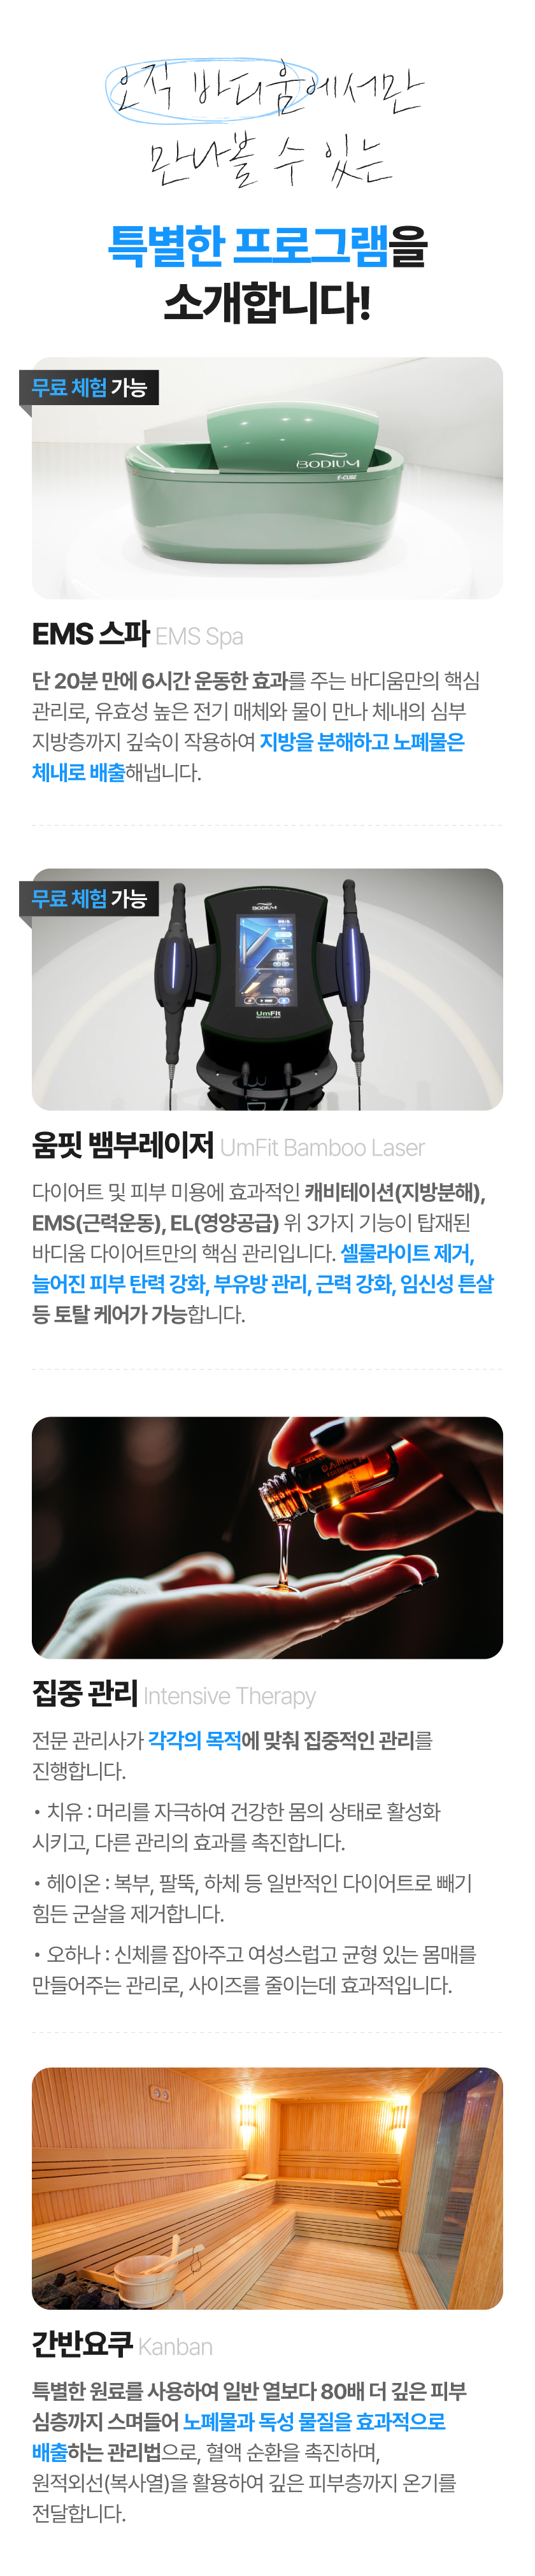 오직 바디움에서만
만나볼 수 있는
특별한 프로그램을
소개합니다!
무료 체험 가능
BODIUM
E-CUBE
EMS 스파 EMS Spa
단 20분 만에 6시간 운동한 효과를 주는 바디움만의 핵심
관리로, 유효성 높은 전기 매체와 물이 만나 체내의 심부
지방층까지 깊숙이 작용하여 지방을 분해하고 노폐물은
체내로 배출해냅니다.
무료 체험 가능
BODIUM
UmFit
움핏 뱀부레이저 UmFit Bamboo Laser
다이어트 및 피부 미용에 효과적인 캐비테이션(지방분해),
EMS(근력운동), EL(영양공급) 위 3가지 기능이 탑재된
바디움 다이어트만의 핵심 관리입니다. 셀룰라이트 제거,
늘어진 피부 탄력 강화, 부유방 관리, 근력 강화, 임신성 튼살
등 토탈 케어가 가능합니다.
집중 관리 Intensive Therapy
전문 관리사가 각각의 목적에 맞춰 집중적인 관리를
진행합니다.
• 치유 : 머리를 자극하여 건강한 몸의 상태로 활성화
시키고, 다른 관리의 효과를 촉진합니다.
• 헤이온 : 복부, 팔뚝, 하체 등 일반적인 다이어트로 빼기
힘든 군살을 제거합니다.
• 오하나 : 신체를 잡아주고 여성스럽고 균형 있는 몸매를
만들어주는 관리로, 사이즈를 줄이는데 효과적입니다.
간반요쿠 Kanban
특별한 원료를 사용하여 일반 열보다 80배 더 깊은 피부
심층까지 스며들어 노폐물과 독성 물질을 효과적으로
배출하는 관리법으로, 혈액 순환을 촉진하며,
원적외선(복사열)을 활용하여 깊은 피부층까지 온기를
전달합니다.